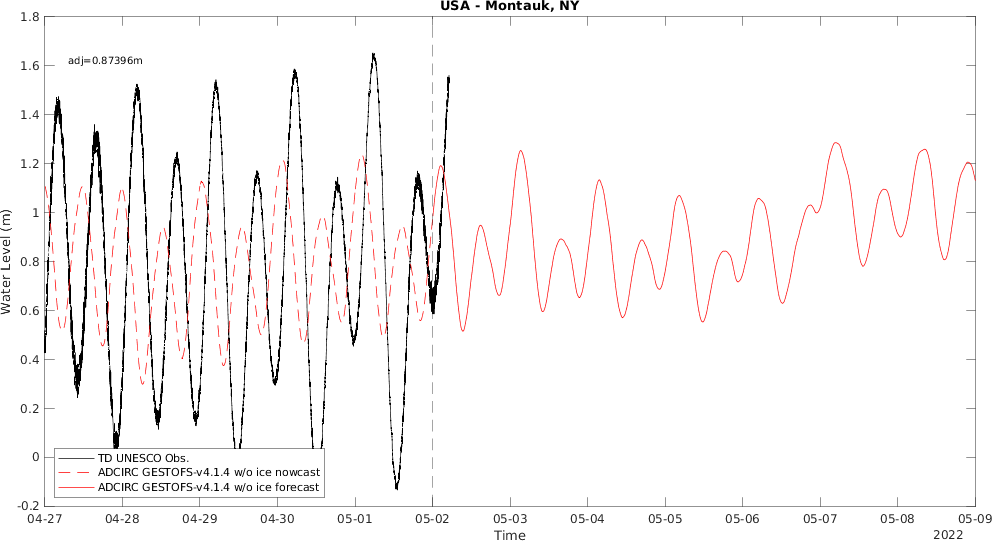 USA - Montauk, NY
adj=0.87396m
Water Level (m)
1.8
1.6
1.4
1.2
1
0.8
0.6
0.4
0.2
0
-0.2
TD UNESCO Obs.
ADCIRC GESTOFS-v4.1.4 w/o ice nowcast
ADCIRC GESTOFS-v4.1.4 w/o ice forecast
04-27 04-28 04-29 04-30 05-01 05-02 05-03 05-04 05-05 05-06 05-07 05-08 05-09
Time
2022